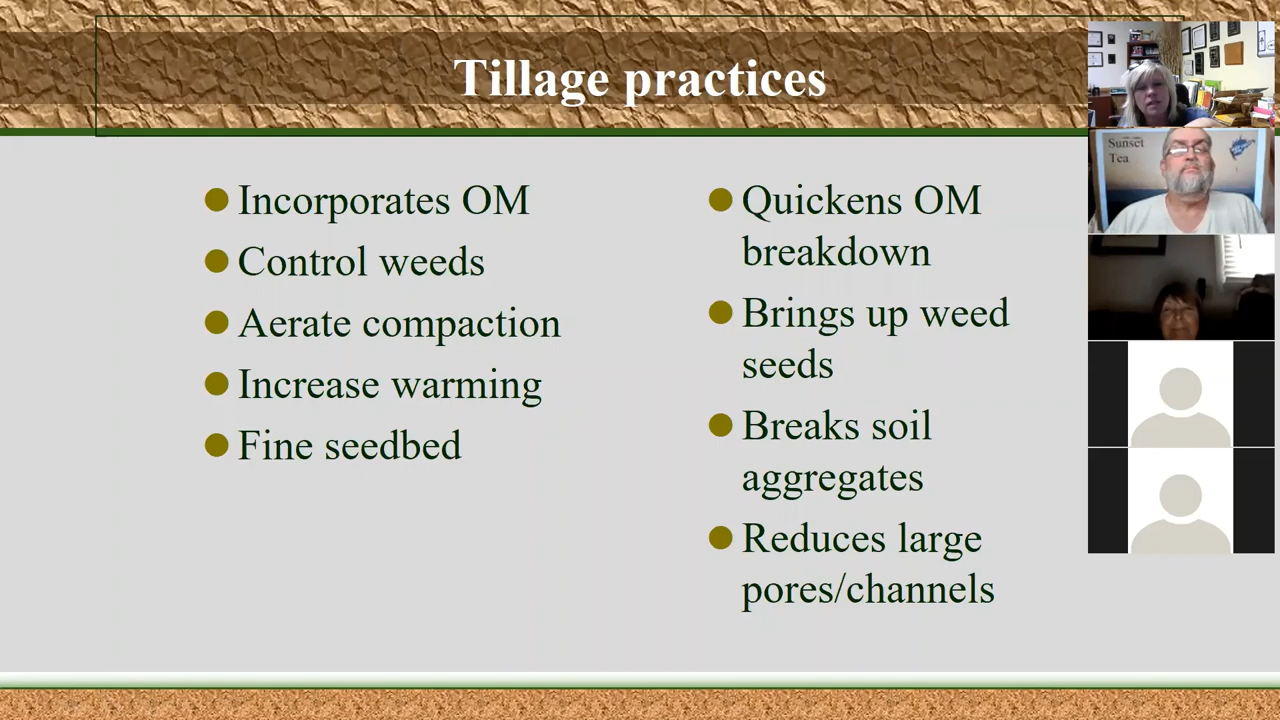 Tillage practices
Incorporates OM
Control weeds
Aerate compaction
Increase warming
Fine seedbed
Quickens OM
breakdown
Brings up weed
seeds
Breaks soil
aggregates
Reduces large
pores/channels
Sunset
Tea